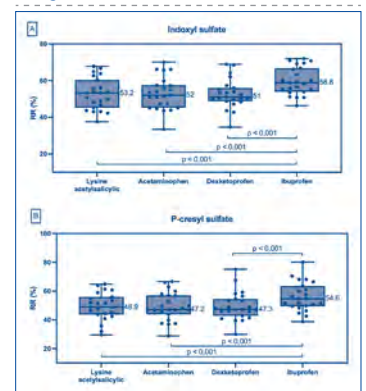 A
Indoxyl sulfate
RR (%)
80
60
40
20
53.2
52
51
58.8
p < 0,001
p < 0,001
p < 0,001
Lysine acetylsalicylic
Acetaminophen
Dexketoprofen
Ibuprofen
B
P-cresyl sulfate
RR (%)
100
80
60
40
20
48.9
47.2
47.3
54.6
p < 0,001
p < 0,001
p < 0,001
Lysine acetylsalicylic
Acetaminophen
Dexketoprofen
Ibuprofen